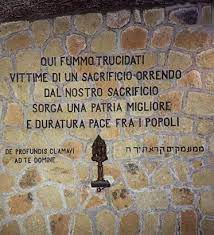 QUI FUMMO TRUCIDATI
VITTIME DI UN SACRIFICIO ORRENDO
DAL NOSTRO SACRIFICIO
SORGA UNA PATRIA MIGLIORE
E DURATURA PACE FRA I POPOLI
DE PROFUNDIS CLAMAVI
AD TE DOMINE
ממעמקים קראתיך ה